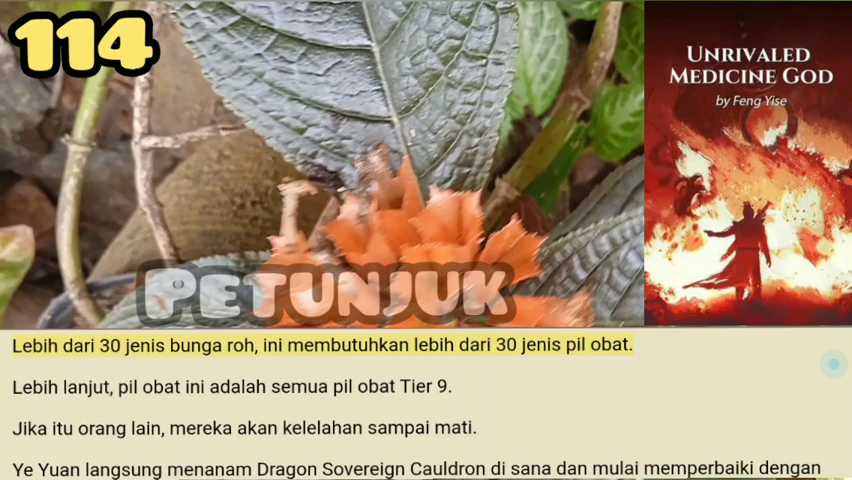 114
UNRIVALED
MEDICINE GOD
by Feng Yise
PETUNJUK
Lebih dari 30 jenis bunga roh, ini membutuhkan lebih dari 30 jenis pil obat.
Lebih lanjut, pil obat ini adalah semua pil obat Tier 9.
Jika itu orang lain, mereka akan kelelahan sampai mati.
Ye Yuan langsung menanam Dragon Sovereign Cauldron di sana dan mulai memperbaiki dengan